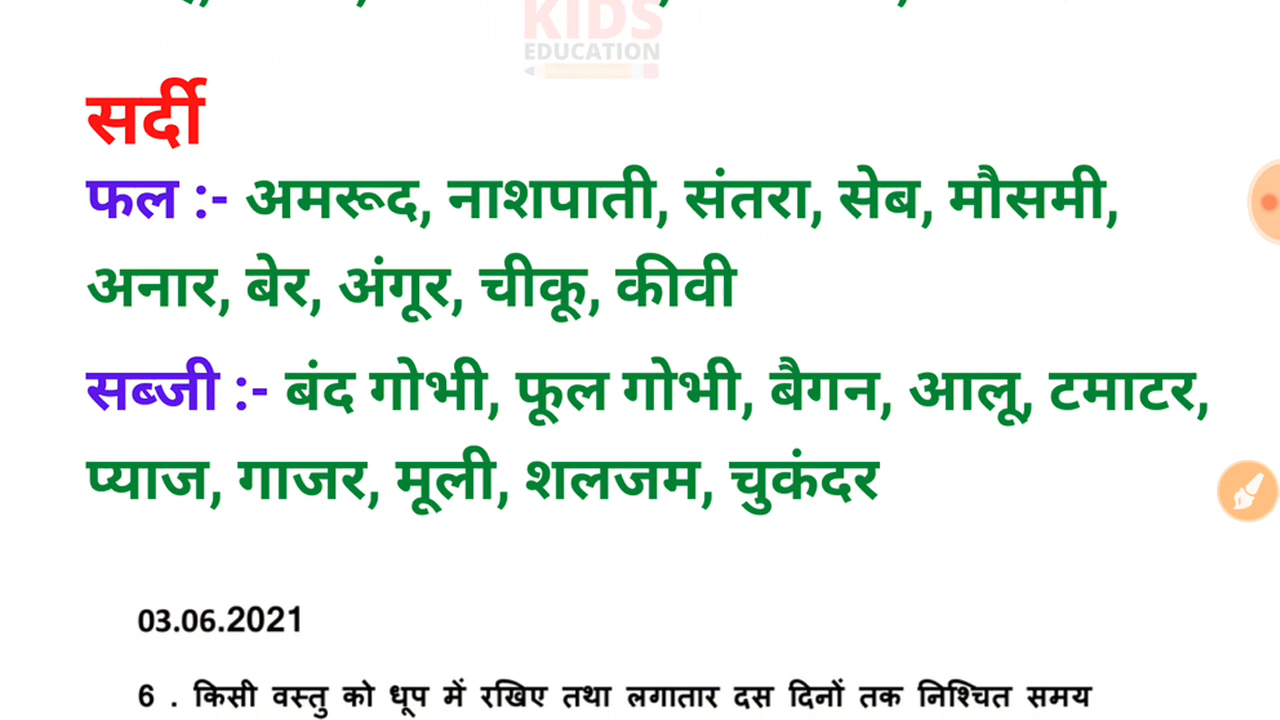 KIDS
EDUCATION
सर्दी
फल :- अमरूद, नाशपाती, संतरा, सेब, मौसमी,
अनार, बेर, अंगूर, चीकू, कीवी
सब्जी :- बंद गोभी, फूल गोभी, बैगन, आलू, टमाटर,
प्याज, गाजर, मूली, शलजम, चुकंदर
03.06.2021
6 . किसी वस्तु को धूप में रखिए तथा लगातार दस दिनों तक निश्चित समय